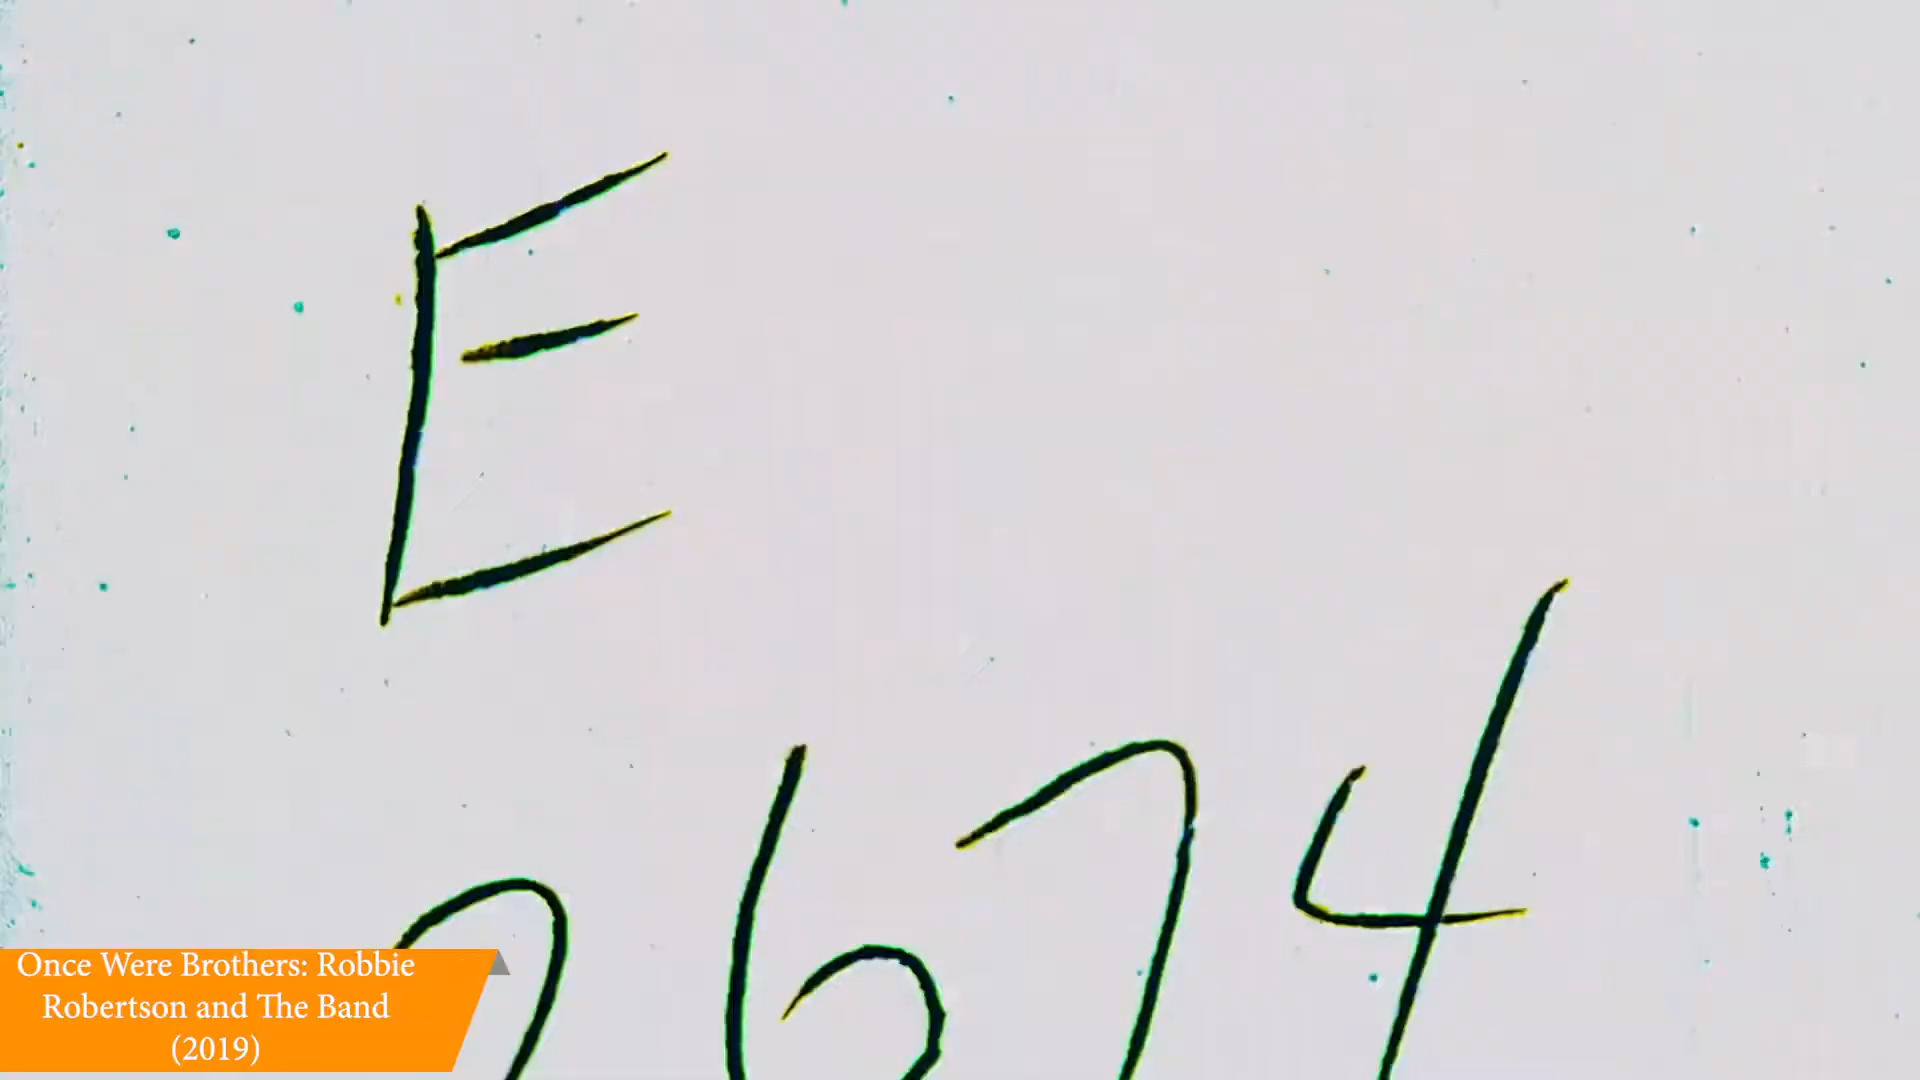 E
2674
Once Were Brothers: Robbie
Robertson and The Band
(2019)